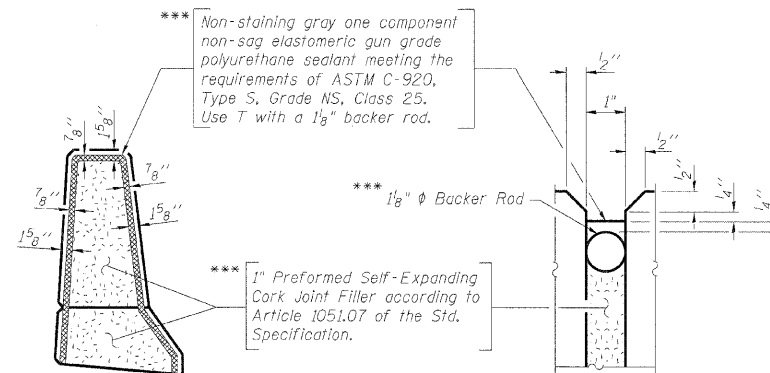 *** Non-staining gray one component
non-sag elastomeric gun grade
polyurethane sealant meeting the
requirements of ASTM C-920,
Type S, Grade NS, Class 25.
Use T with a 1⅛" backer rod.
⅞"
1⅝"
⅞"
⅞"
1⅝"
1⅝"
½"
1"
½"
½"
¼"
¼"
*** 1⅛" ϕ Backer Rod
*** 1" Preformed Self-Expanding
Cork Joint Filler according to
Article 1051.07 of the Std.
Specification.